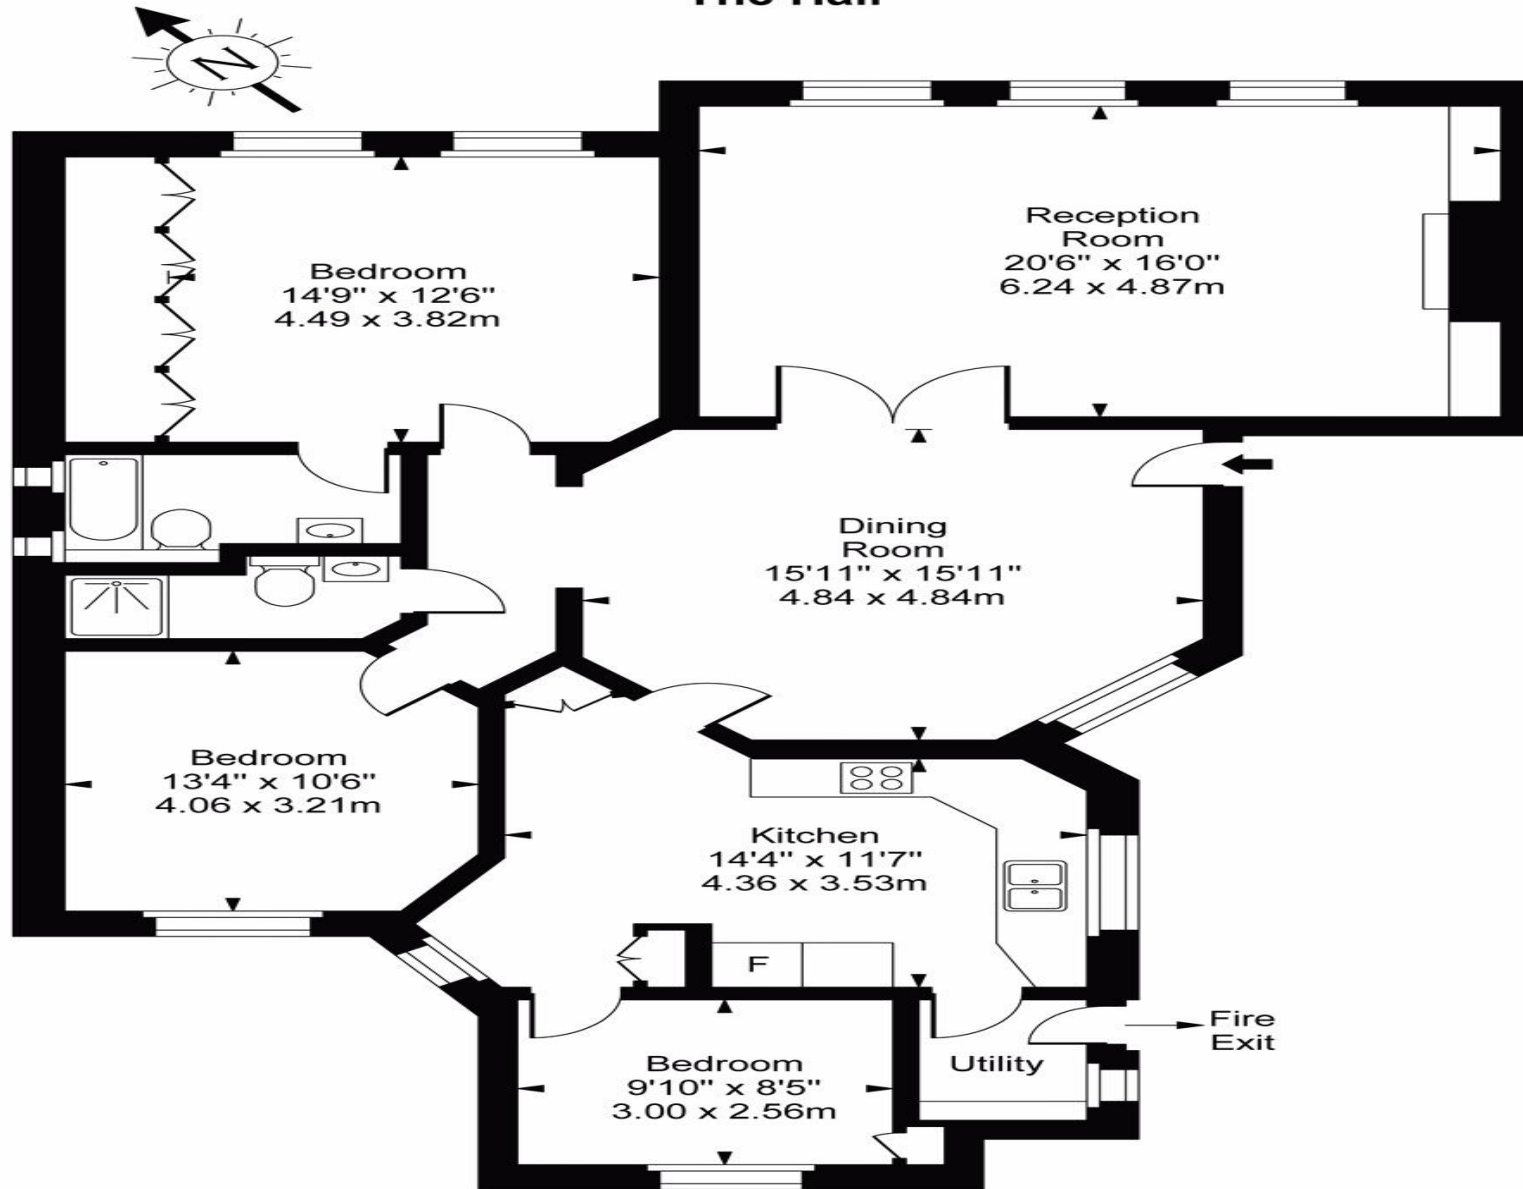 The Hall
N
Reception
Room
20'6" x 16'0"
6.24 x 4.87m
Bedroom
14'9" x 12'6"
4.49 x 3.82m
Dining
Room
15'11" x 15'11"
4.84 x 4.84m
Bedroom
13'4" x 10'6"
4.06 x 3.21m
Kitchen
14'4" x 11'7"
4.36 x 3.53m
F
Fire
Exit
Utility
Bedroom
9'10" x 8'5"
3.00 x 2.56m